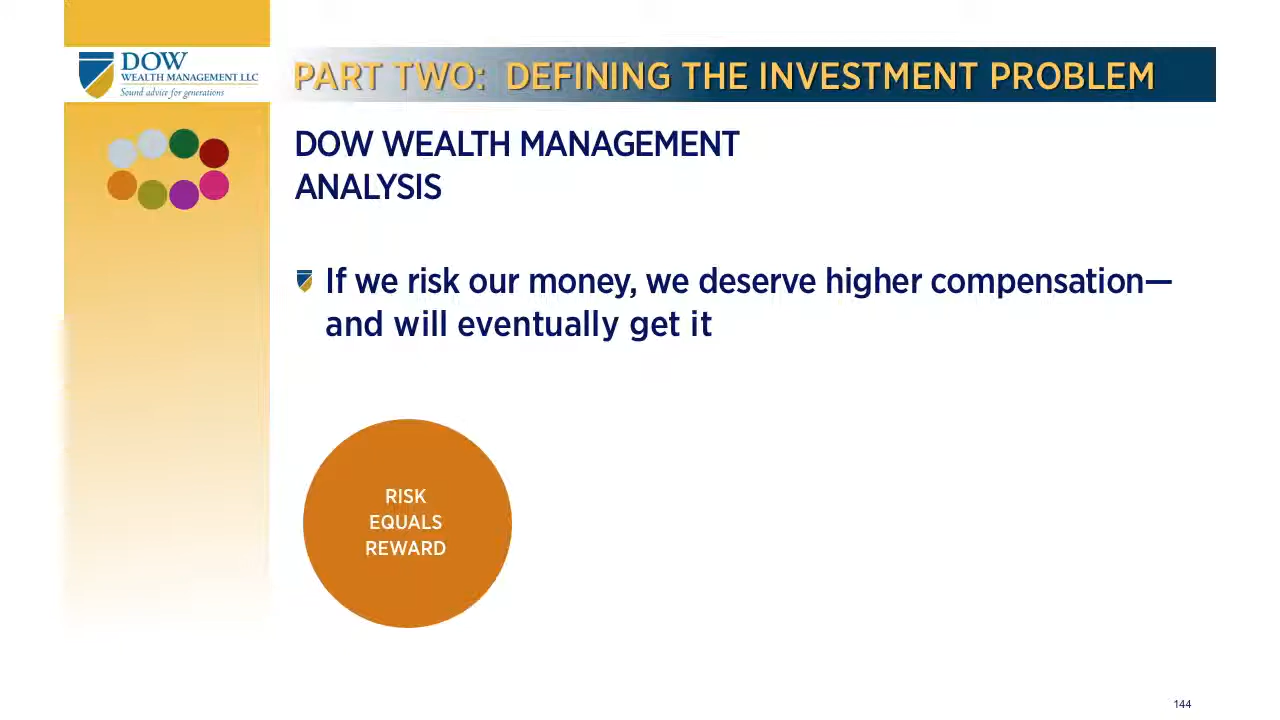 DOW
WEALTH MANAGEMENT LLC
Sound advice for generations
PART TWO: DEFINING THE INVESTMENT PROBLEM
DOW WEALTH MANAGEMENT
ANALYSIS
If we risk our money, we deserve higher compensation—
and will eventually get it
RISK
EQUALS
REWARD
144